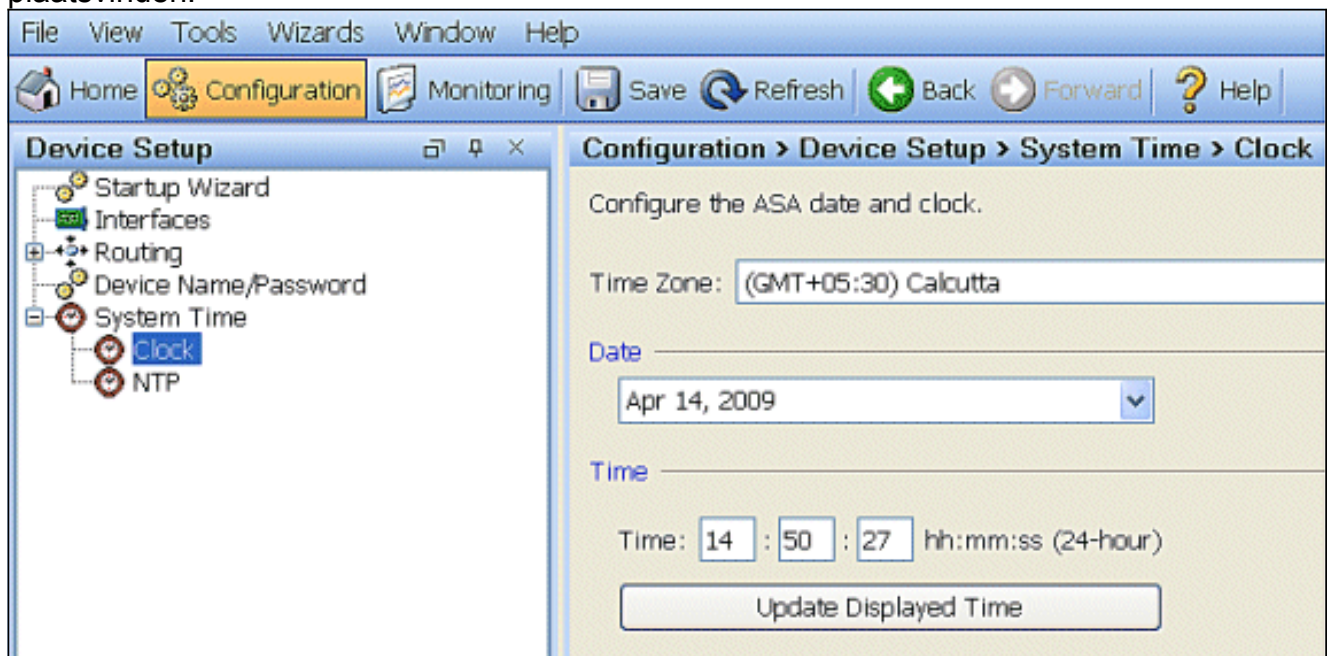 plaatsvinden.
File View Tools Wizards Window Help
Home Configuration Monitoring Save Refresh Back Forward Help
Device Setup
Startup Wizard
Interfaces
Routing
Device Name/Password
System Time
Clock
NTP
Configuration > Device Setup > System Time > Clock
Configure the ASA date and clock.
Time Zone: (GMT+05:30) Calcutta
Date
Apr 14, 2009
Time
Time: 14 : 50 : 27 hh:mm:ss (24-hour)
Update Displayed Time